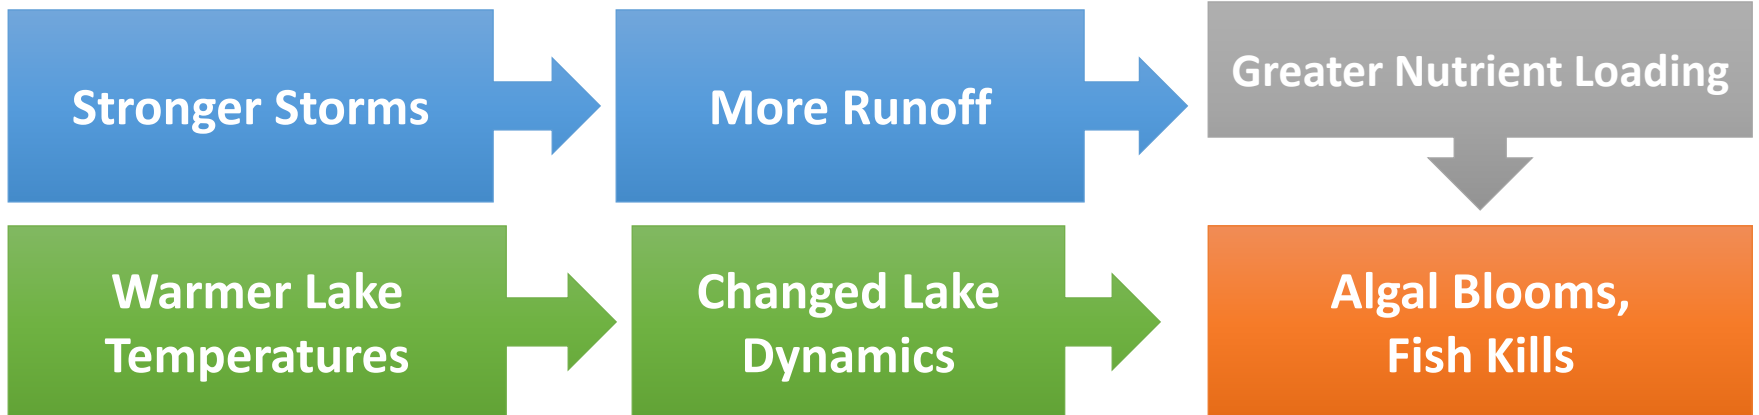 Stronger Storms
More Runoff
Greater Nutrient Loading
Warmer Lake
Temperatures
Changed Lake
Dynamics
Algal Blooms,
Fish Kills